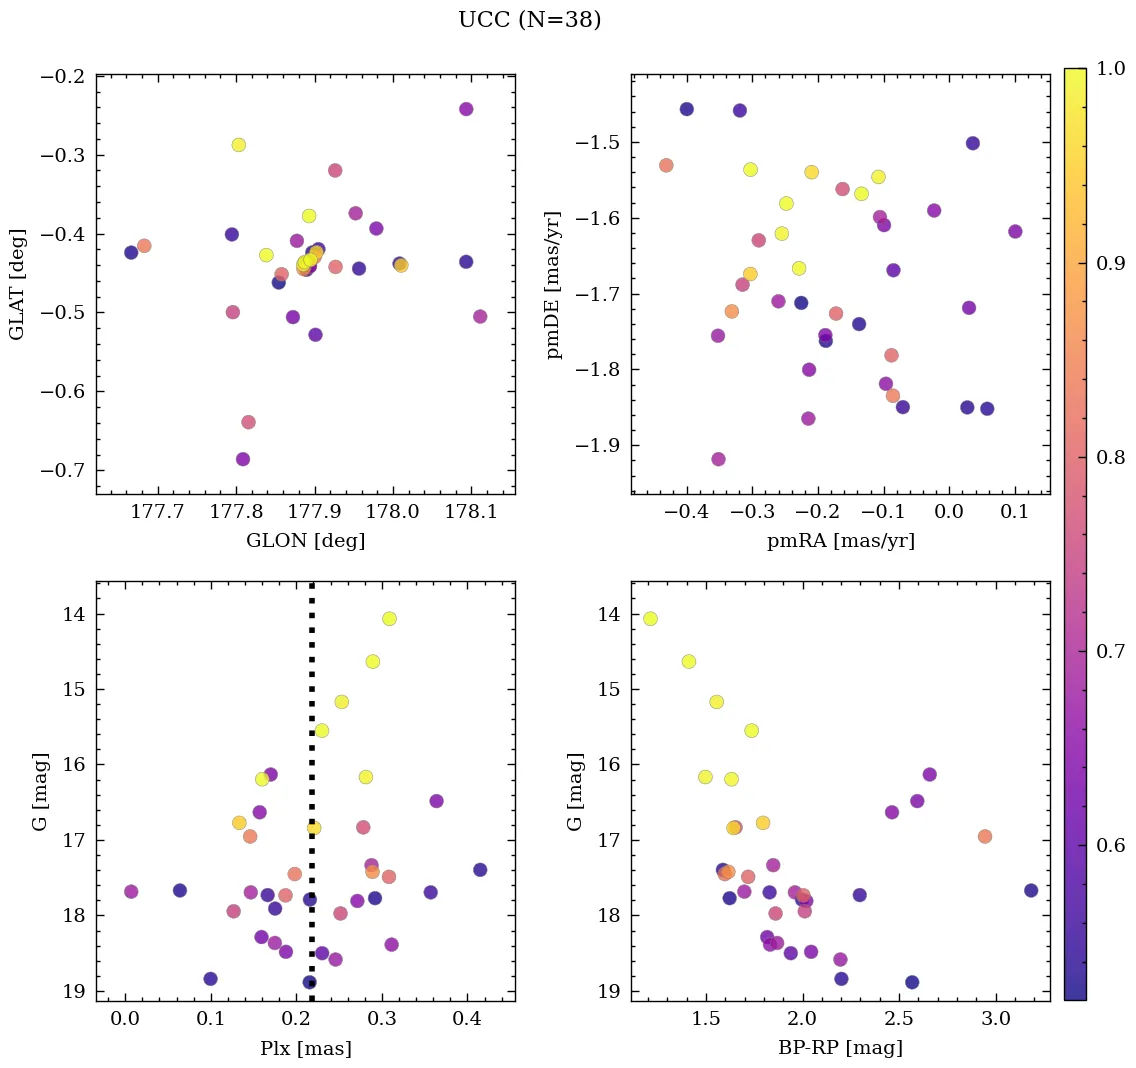 UCC (N=38)
−0.2
−0.3
−0.4
−0.5
−0.6
−0.7
GLAT [deg]
177.7 177.8 177.9 178.0 178.1
GLON [deg]
−1.5
−1.6
−1.7
−1.8
−1.9
pmDE [mas/yr]
−0.4 −0.3 −0.2 −0.1 0.0 0.1
pmRA [mas/yr]
14
15
16
17
18
19
G [mag]
0.0 0.1 0.2 0.3 0.4
Plx [mas]
14
15
16
17
18
19
G [mag]
1.5 2.0 2.5 3.0
BP-RP [mag]
1.0
0.9
0.8
0.7
0.6